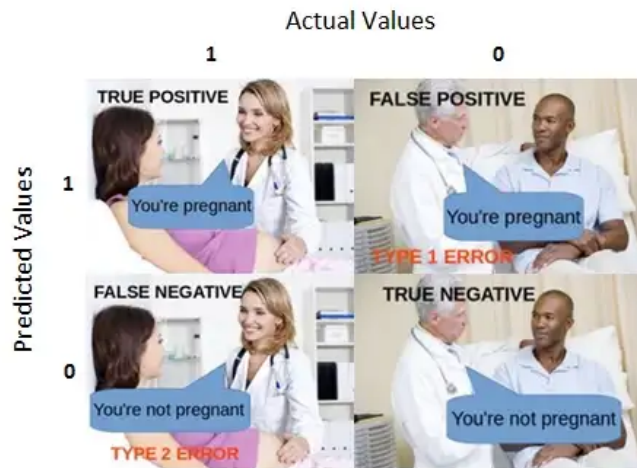 Actual Values
1 0
TRUE POSITIVE
FALSE POSITIVE
Predicted Values
1
You're pregnant
You're pregnant
TYPE 1 ERROR
FALSE NEGATIVE
TRUE NEGATIVE
0
You're not pregnant
You're not pregnant
TYPE 2 ERROR